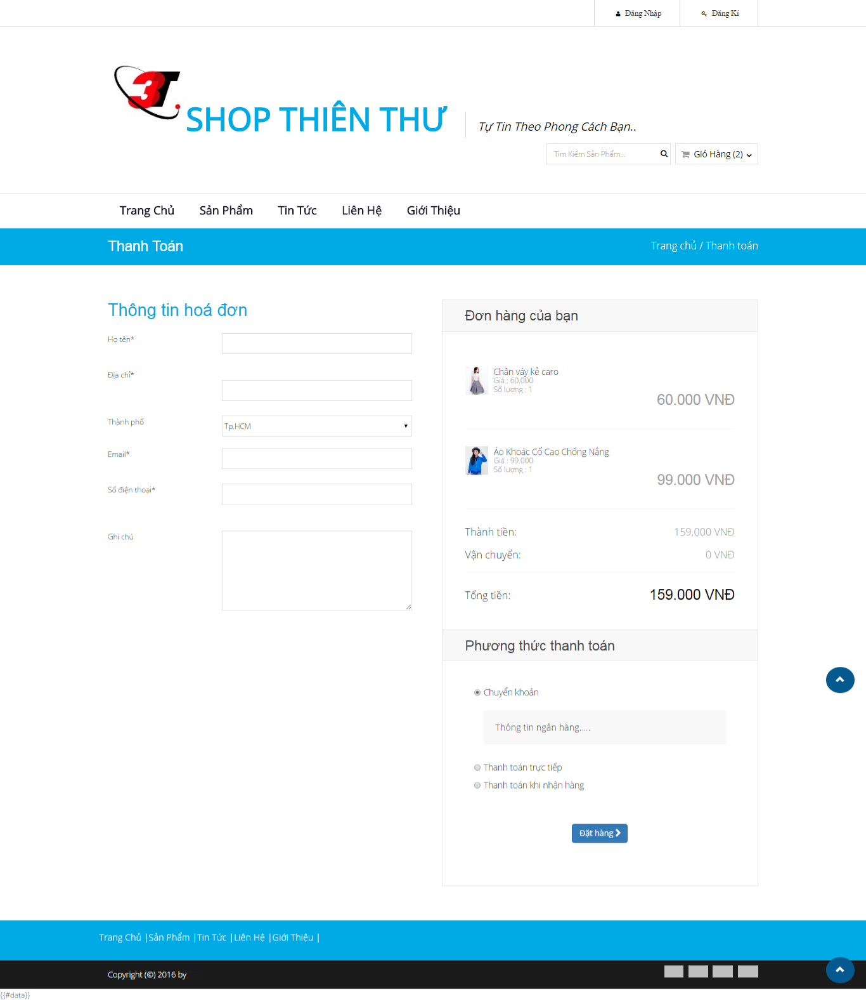 Đăng Nhập
Đăng Kí
3T.
SHOP THIÊN THƯ
Tự Tin Theo Phong Cách Bạn..
Tìm Kiếm Sản Phẩm...
Giỏ Hàng (2)
Trang Chủ Sản Phẩm Tin Tức Liên Hệ Giới Thiệu
Thanh Toán
Trang chủ / Thanh toán
Thông tin hoá đơn
Họ tên*
Địa chỉ*
Thành phố
Tp.HCM
Email*
Số điện thoại*
Ghi chú
Đơn hàng của bạn
Chân váy kẻ caro
Giá : 60.000
Số lượng : 1
60.000 VNĐ
Áo Khoác Cổ Cao Chống Nắng
Giá : 99.000
Số lượng : 1
99.000 VNĐ
Thành tiền: 159.000 VNĐ
Vận chuyển: 0 VNĐ
Tổng tiền: 159.000 VNĐ
Phương thức thanh toán
Chuyển khoản
Thông tin ngân hàng.....
Thanh toán trực tiếp
Thanh toán khi nhận hàng
Đặt hàng
Trang Chủ |Sản Phẩm |Tin Tức |Liên Hệ |Giới Thiệu |
Copyright (©) 2016 by
{{#data}}